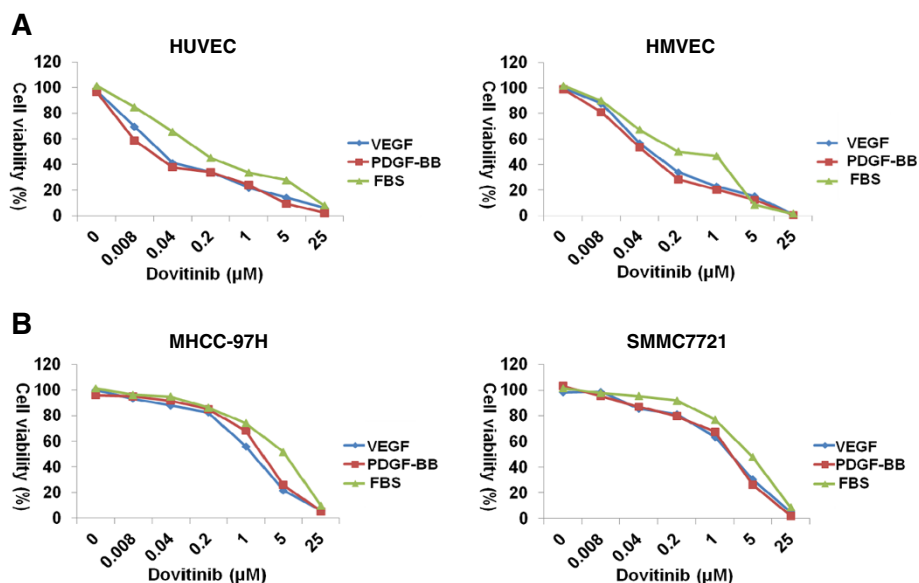 A
HUVEC
120
100
80
60
40
20
0
Cell viability (%)
0
0.008
0.04
0.2
1
5
25
Dovitinib (µM)
VEGF
PDGF-BB
FBS
HMVEC
120
100
80
60
40
20
0
Cell viability (%)
0
0.008
0.04
0.2
1
5
25
Dovitinib (µM)
VEGF
PDGF-BB
FBS
B
MHCC-97H
120
100
80
60
40
20
0
Cell viability (%)
0
0.008
0.04
0.2
1
5
25
Dovitinib (µM)
VEGF
PDGF-BB
FBS
SMMC7721
120
100
80
60
40
20
0
Cell viability (%)
0
0.008
0.04
0.2
1
5
25
Dovitinib (µM)
VEGF
PDGF-BB
FBS